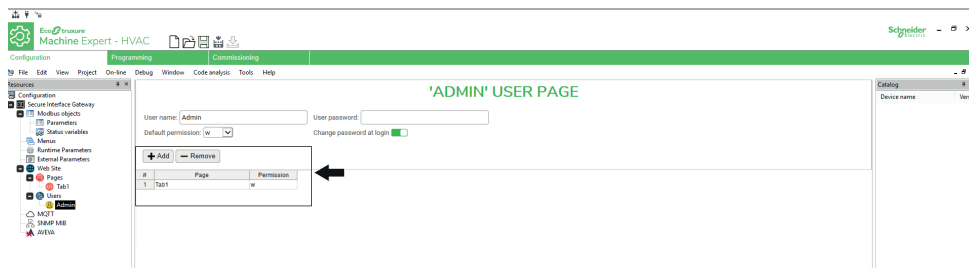 EcoStruxure
Machine Expert - HVAC
Schneider
Electric
Configuration Programming Commissioning
File Edit View Project On-line Debug Window Code analysis Tools Help
Resources
Configuration
Secure Interface Gateway
Modbus objects
Parameters
Status variables
Menus
Runtime Parameters
External Parameters
Web Site
Pages
Tab1
Users
Admin
MQTT
SNMP MIB
AVEVA
'ADMIN' USER PAGE
User name: Admin User password:
Default permission: w Change password at login
Add Remove
# Page Permission
1 Tab1 w
Catalog
Device name Vers